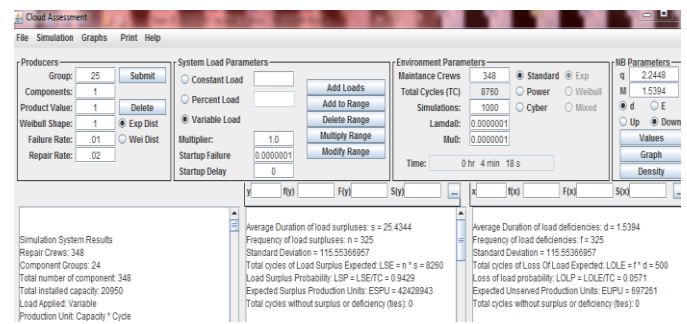 Cloud Assessment
File Simulation Graphs Print Help
Producers
Group: 25 Submit
Components: 1
Product Value: 1 Delete
Weibull Shape: 1 Exp Dist
Failure Rate: .01 Wei Dist
Repair Rate: .02
System Load Parameters
Constant Load
Percent Load
Variable Load
Multiplier: 1.0
Startup Failure 0.0000001
Startup Delay 0
Add Loads
Add to Range
Delete Range
Multiply Range
Modify Range
Environment Parameters
Maintance Crews 348 Standard Exp
Total Cycles (TC) 8760 Power Weibull
Simulations: 1000 Cyber Mixed
Lamda0: 0.0000001
Mu0: 0.0000001
Time: 0 hr 4 min 18 s
NB Parameters
q 2.2448
M 1.5394
d E
Up Down
Values
Graph
Density
y f(y) F(y) S(y) ...
x f(x) F(x) S(x)
Simulation System Results
Repair Crews: 348
Component Groups: 24
Total number of component: 348
Total installed capacity: 20950
Load Applied: Variable
Production Unit: Capacity * Cycle
Average Duration of load surpluses: s = 25.4344
Frequency of load surpluses: n = 325
Standard Deviation = 115.55366957
Total cycles of Load Surplus Expected: LSE = n * s = 8260
Load Surplus Probability: LSP = LSE/TC = 0.9429
Expected Surplus Production Units: ESPU = 42428943
Total cycles without surplus or deficiency (ties): 0
Average Duration of load deficiencies: d = 1.5394
Frequency of load deficiencies: f = 325
Standard Deviation = 115.55366957
Total cycles of Loss Of Load Expected: LOLE = f * d = 500
Loss of load probability: LOLP = LOLE/TC = 0.0571
Expected Unserved Production Units: EUPU = 697261
Total cycles without surplus or deficiency (ties): 0